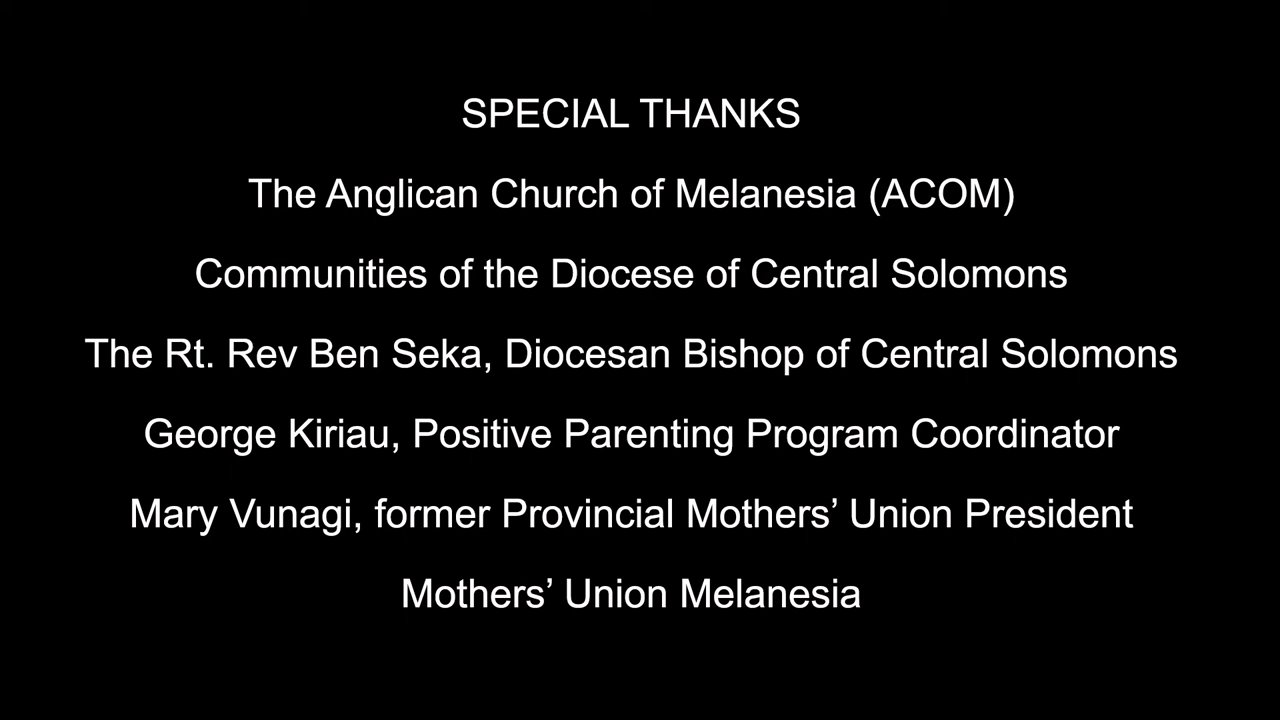 SPECIAL THANKS
The Anglican Church of Melanesia (ACOM)
Communities of the Diocese of Central Solomons
The Rt. Rev Ben Seka, Diocesan Bishop of Central Solomons
George Kiriau, Positive Parenting Program Coordinator
Mary Vunagi, former Provincial Mothers’ Union President
Mothers’ Union Melanesia